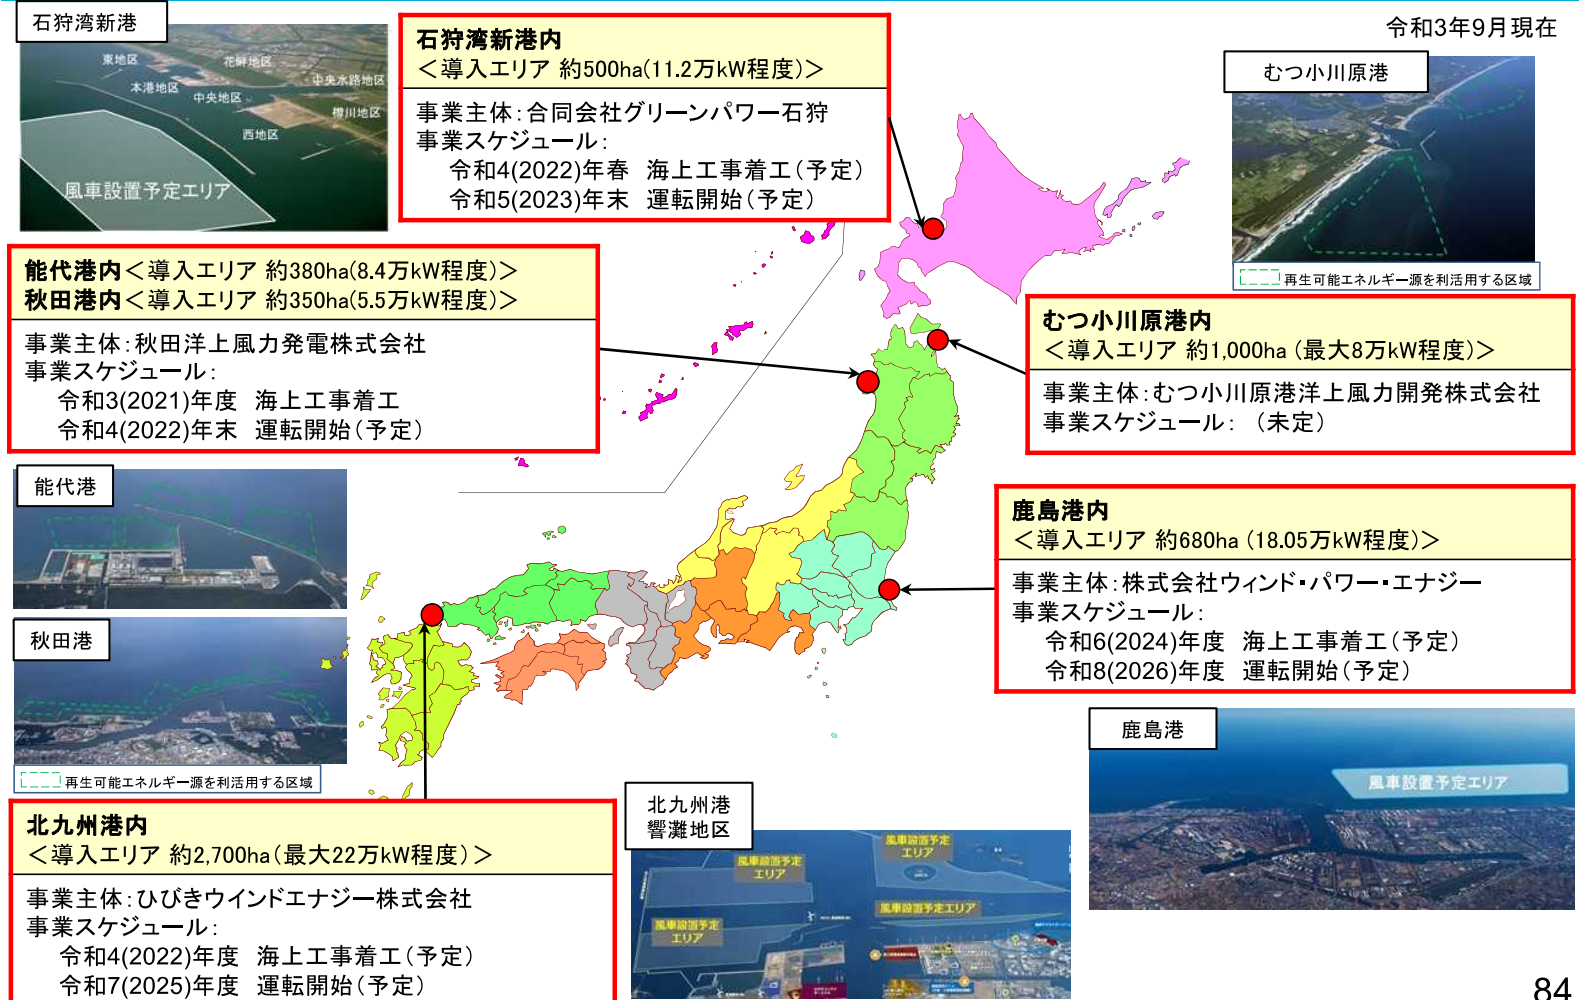 令和3年9月現在
石狩湾新港
東地区
花畔地区
中央水路地区
本港地区
中央地区
樽川地区
西地区
風車設置予定エリア
石狩湾新港内
＜導入エリア 約500ha(11.2万kW程度)＞
事業主体：合同会社グリーンパワー石狩
事業スケジュール：
令和4(2022)年春　海上工事着工（予定）
令和5(2023)年末　運転開始（予定）
むつ小川原港
再生可能エネルギー源を利活用する区域
能代港内＜導入エリア 約380ha(8.4万kW程度)＞
秋田港内＜導入エリア 約350ha(5.5万kW程度)＞
事業主体：秋田洋上風力発電株式会社
事業スケジュール：
令和3(2021)年度　海上工事着工
令和4(2022)年末　運転開始（予定）
むつ小川原港内
＜導入エリア 約1,000ha (最大8万kW程度)＞
事業主体：むつ小川原港洋上風力開発株式会社
事業スケジュール：　（未定）
能代港
秋田港
再生可能エネルギー源を利活用する区域
鹿島港内
＜導入エリア 約680ha (18.05万kW程度)＞
事業主体：株式会社ウィンド・パワー・エナジー
事業スケジュール：
令和6(2024)年度　海上工事着工（予定）
令和8(2026)年度　運転開始（予定）
鹿島港
風車設置予定エリア
北九州港内
＜導入エリア 約2,700ha（最大22万kW程度）＞
事業主体：ひびきウインドエナジー株式会社
事業スケジュール：
令和4(2022)年度　海上工事着工（予定）
令和7(2025)年度　運転開始（予定）
北九州港
響灘地区
風車設置予定
エリア
風車設置予定
エリア
風車設置予定エリア
風車設置予定
エリア
84